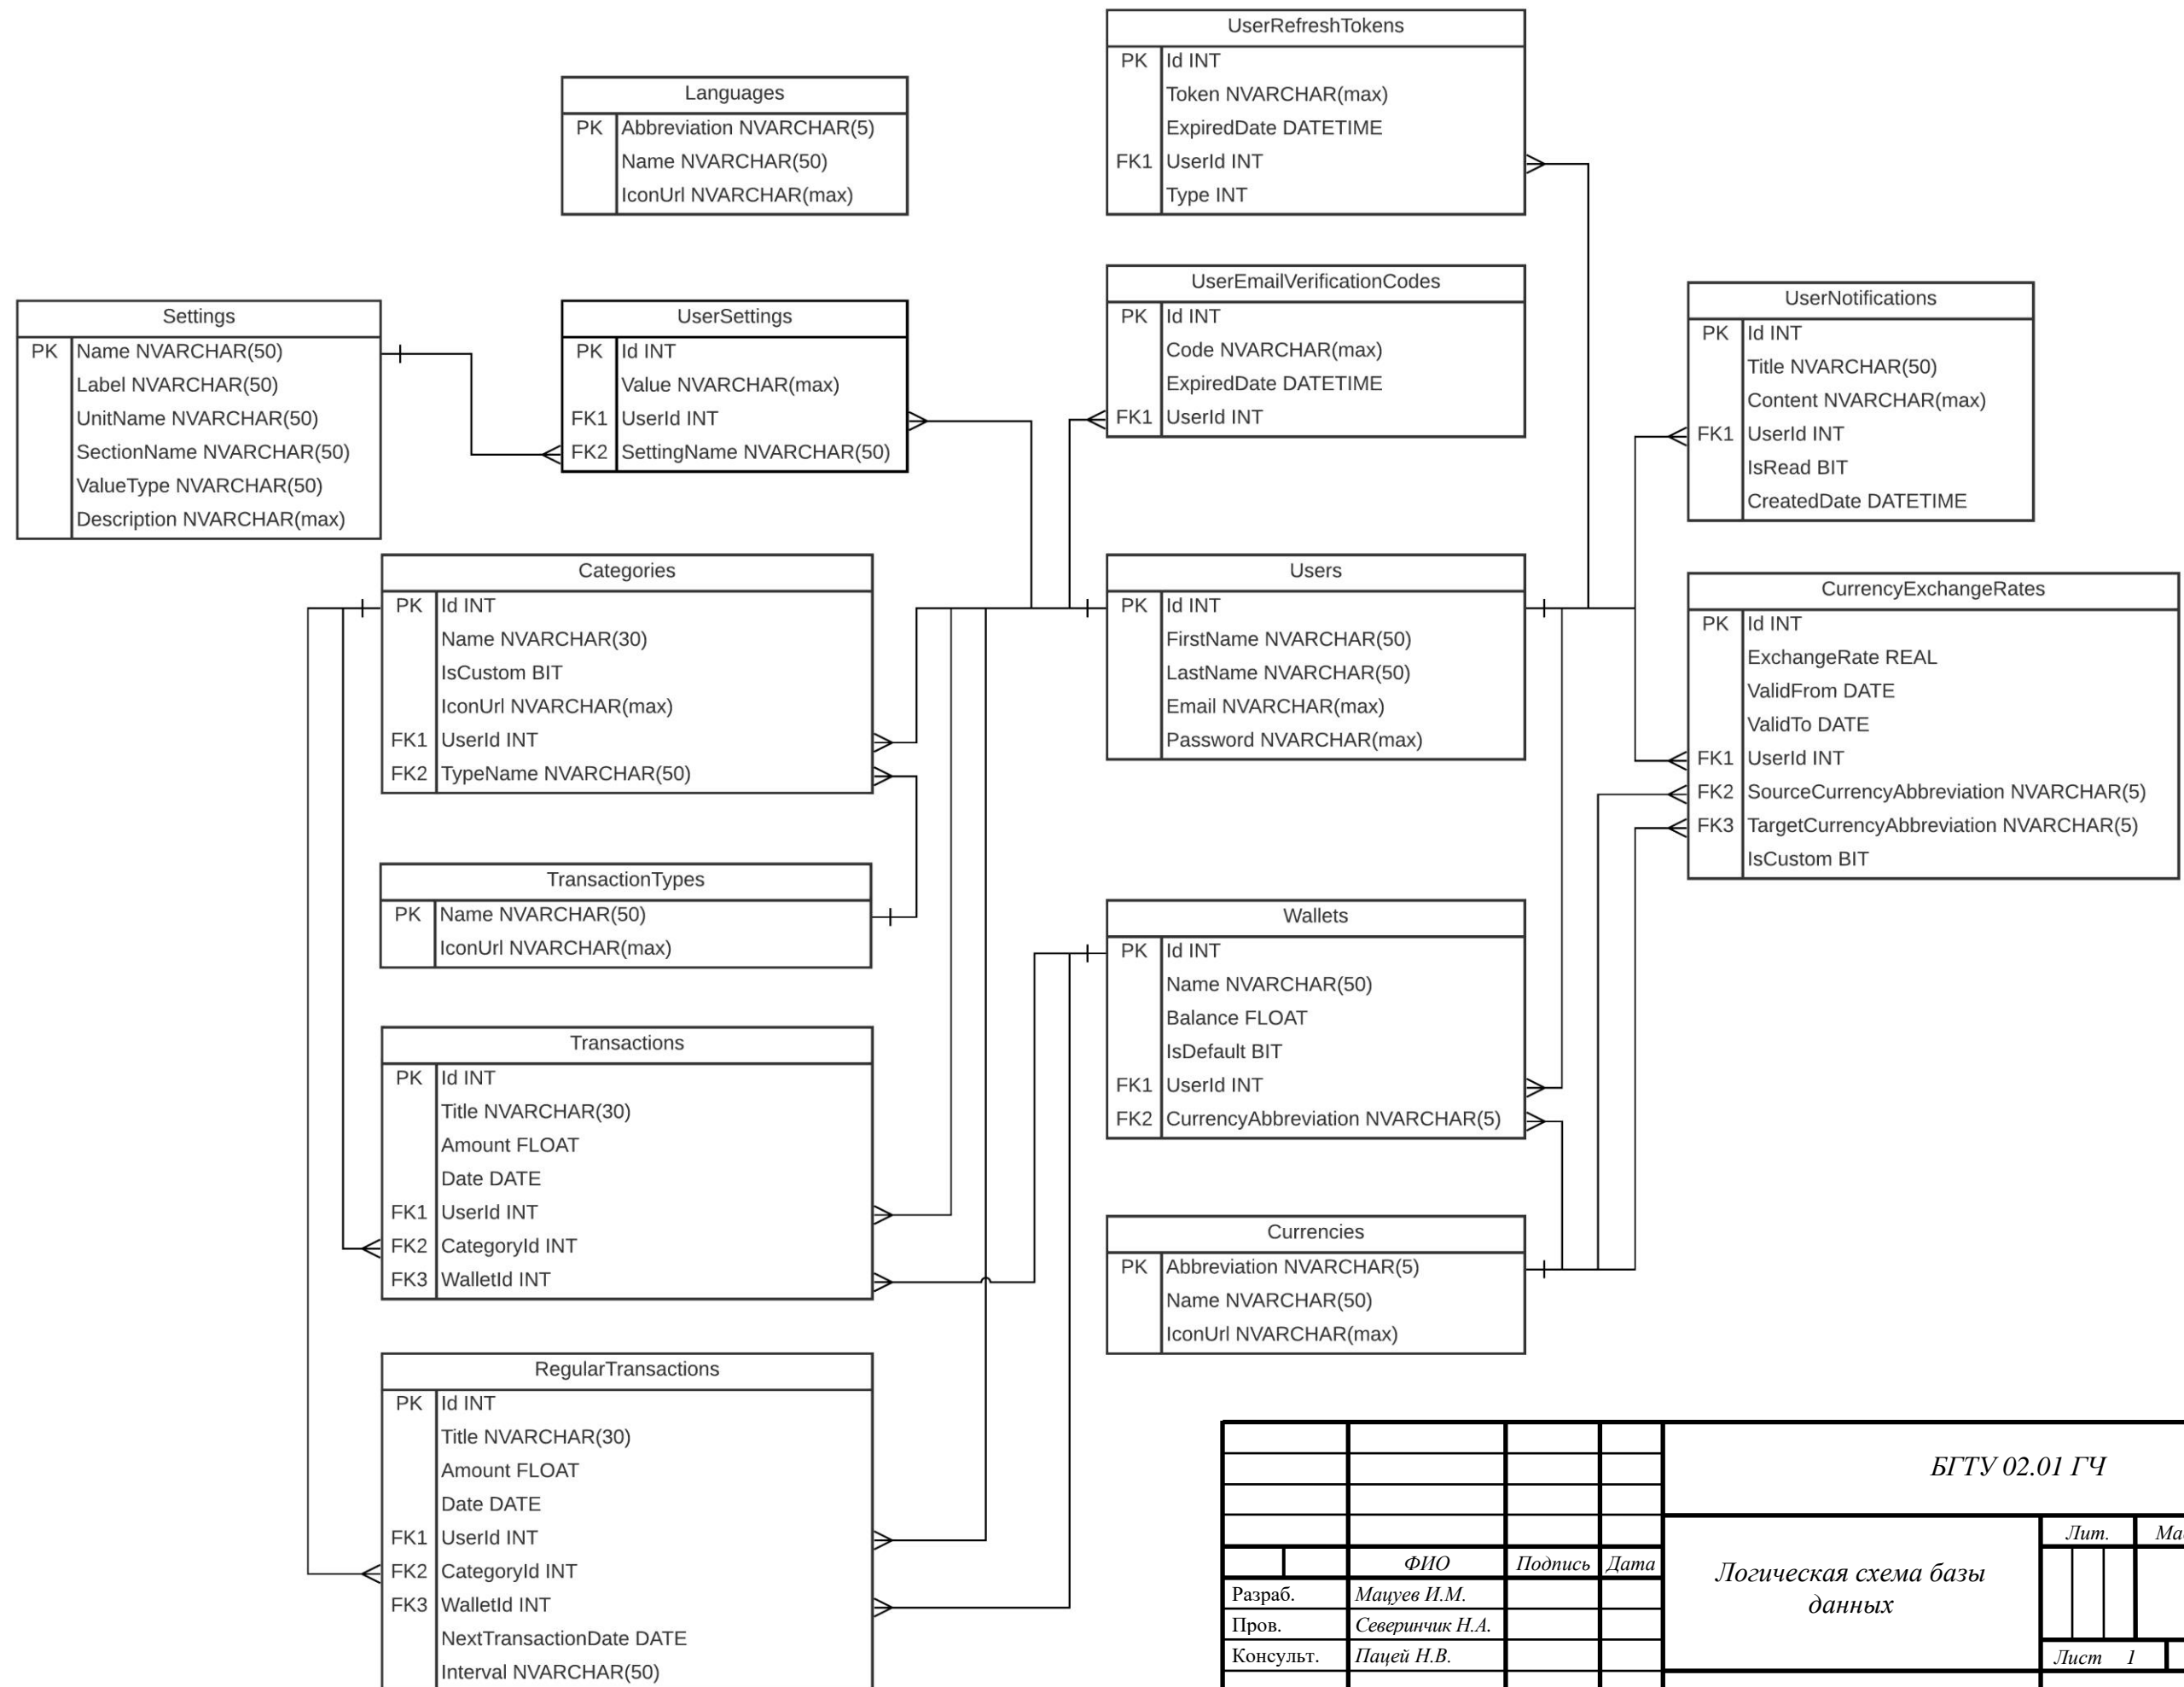 UserRefreshTokens
PK Id INT
Token NVARCHAR(max)
ExpiredDate DATETIME
FK1 UserId INT
Type INT
Languages
PK Abbreviation NVARCHAR(5)
Name NVARCHAR(50)
IconUrl NVARCHAR(max)
UserEmailVerificationCodes
PK Id INT
Code NVARCHAR(max)
ExpiredDate DATETIME
FK1 UserId INT
UserNotifications
PK Id INT
Title NVARCHAR(50)
Content NVARCHAR(max)
FK1 UserId INT
IsRead BIT
CreatedDate DATETIME
Settings
PK Name NVARCHAR(50)
Label NVARCHAR(50)
UnitName NVARCHAR(50)
SectionName NVARCHAR(50)
ValueType NVARCHAR(50)
Description NVARCHAR(max)
UserSettings
PK Id INT
Value NVARCHAR(max)
FK1 UserId INT
FK2 SettingName NVARCHAR(50)
Categories
PK Id INT
Name NVARCHAR(30)
IsCustom BIT
IconUrl NVARCHAR(max)
FK1 UserId INT
FK2 TypeName NVARCHAR(50)
Users
PK Id INT
FirstName NVARCHAR(50)
LastName NVARCHAR(50)
Email NVARCHAR(max)
Password NVARCHAR(max)
CurrencyExchangeRates
PK Id INT
ExchangeRate REAL
ValidFrom DATE
ValidTo DATE
FK1 UserId INT
FK2 SourceCurrencyAbbreviation NVARCHAR(5)
FK3 TargetCurrencyAbbreviation NVARCHAR(5)
IsCustom BIT
TransactionTypes
PK Name NVARCHAR(50)
IconUrl NVARCHAR(max)
Wallets
PK Id INT
Name NVARCHAR(50)
Balance FLOAT
IsDefault BIT
FK1 UserId INT
FK2 CurrencyAbbreviation NVARCHAR(5)
Transactions
PK Id INT
Title NVARCHAR(30)
Amount FLOAT
Date DATE
FK1 UserId INT
FK2 CategoryId INT
FK3 WalletId INT
Currencies
PK Abbreviation NVARCHAR(5)
Name NVARCHAR(50)
IconUrl NVARCHAR(max)
RegularTransactions
PK Id INT
Title NVARCHAR(30)
Amount FLOAT
Date DATE
FK1 UserId INT
FK2 CategoryId INT
FK3 WalletId INT
NextTransactionDate DATE
Interval NVARCHAR(50)
БГТУ 02.01 ГЧ
ФИО Подпись Дата
Разраб. Мацуев И.М.
Пров. Северинчик Н.А.
Консульт. Пацей Н.В.
Логическая схема базы
данных
Лит.
Лист 1